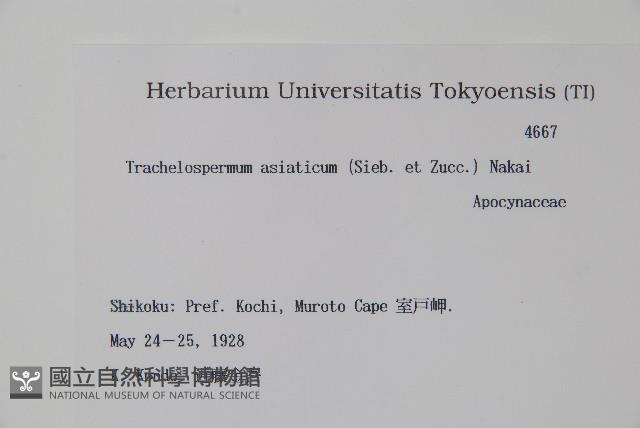 Herbarium Universitatis Tokyoensis (TI)
4667
Trachelospermum asiaticum (Sieb. et Zucc.) Nakai
Apocynaceae
Shikoku: Pref. Kochi, Muroto Cape 室戸岬.
May 24-25, 1928
國立自然科學博物館
NATIONAL MUSEUM OF NATURAL SCIENCE